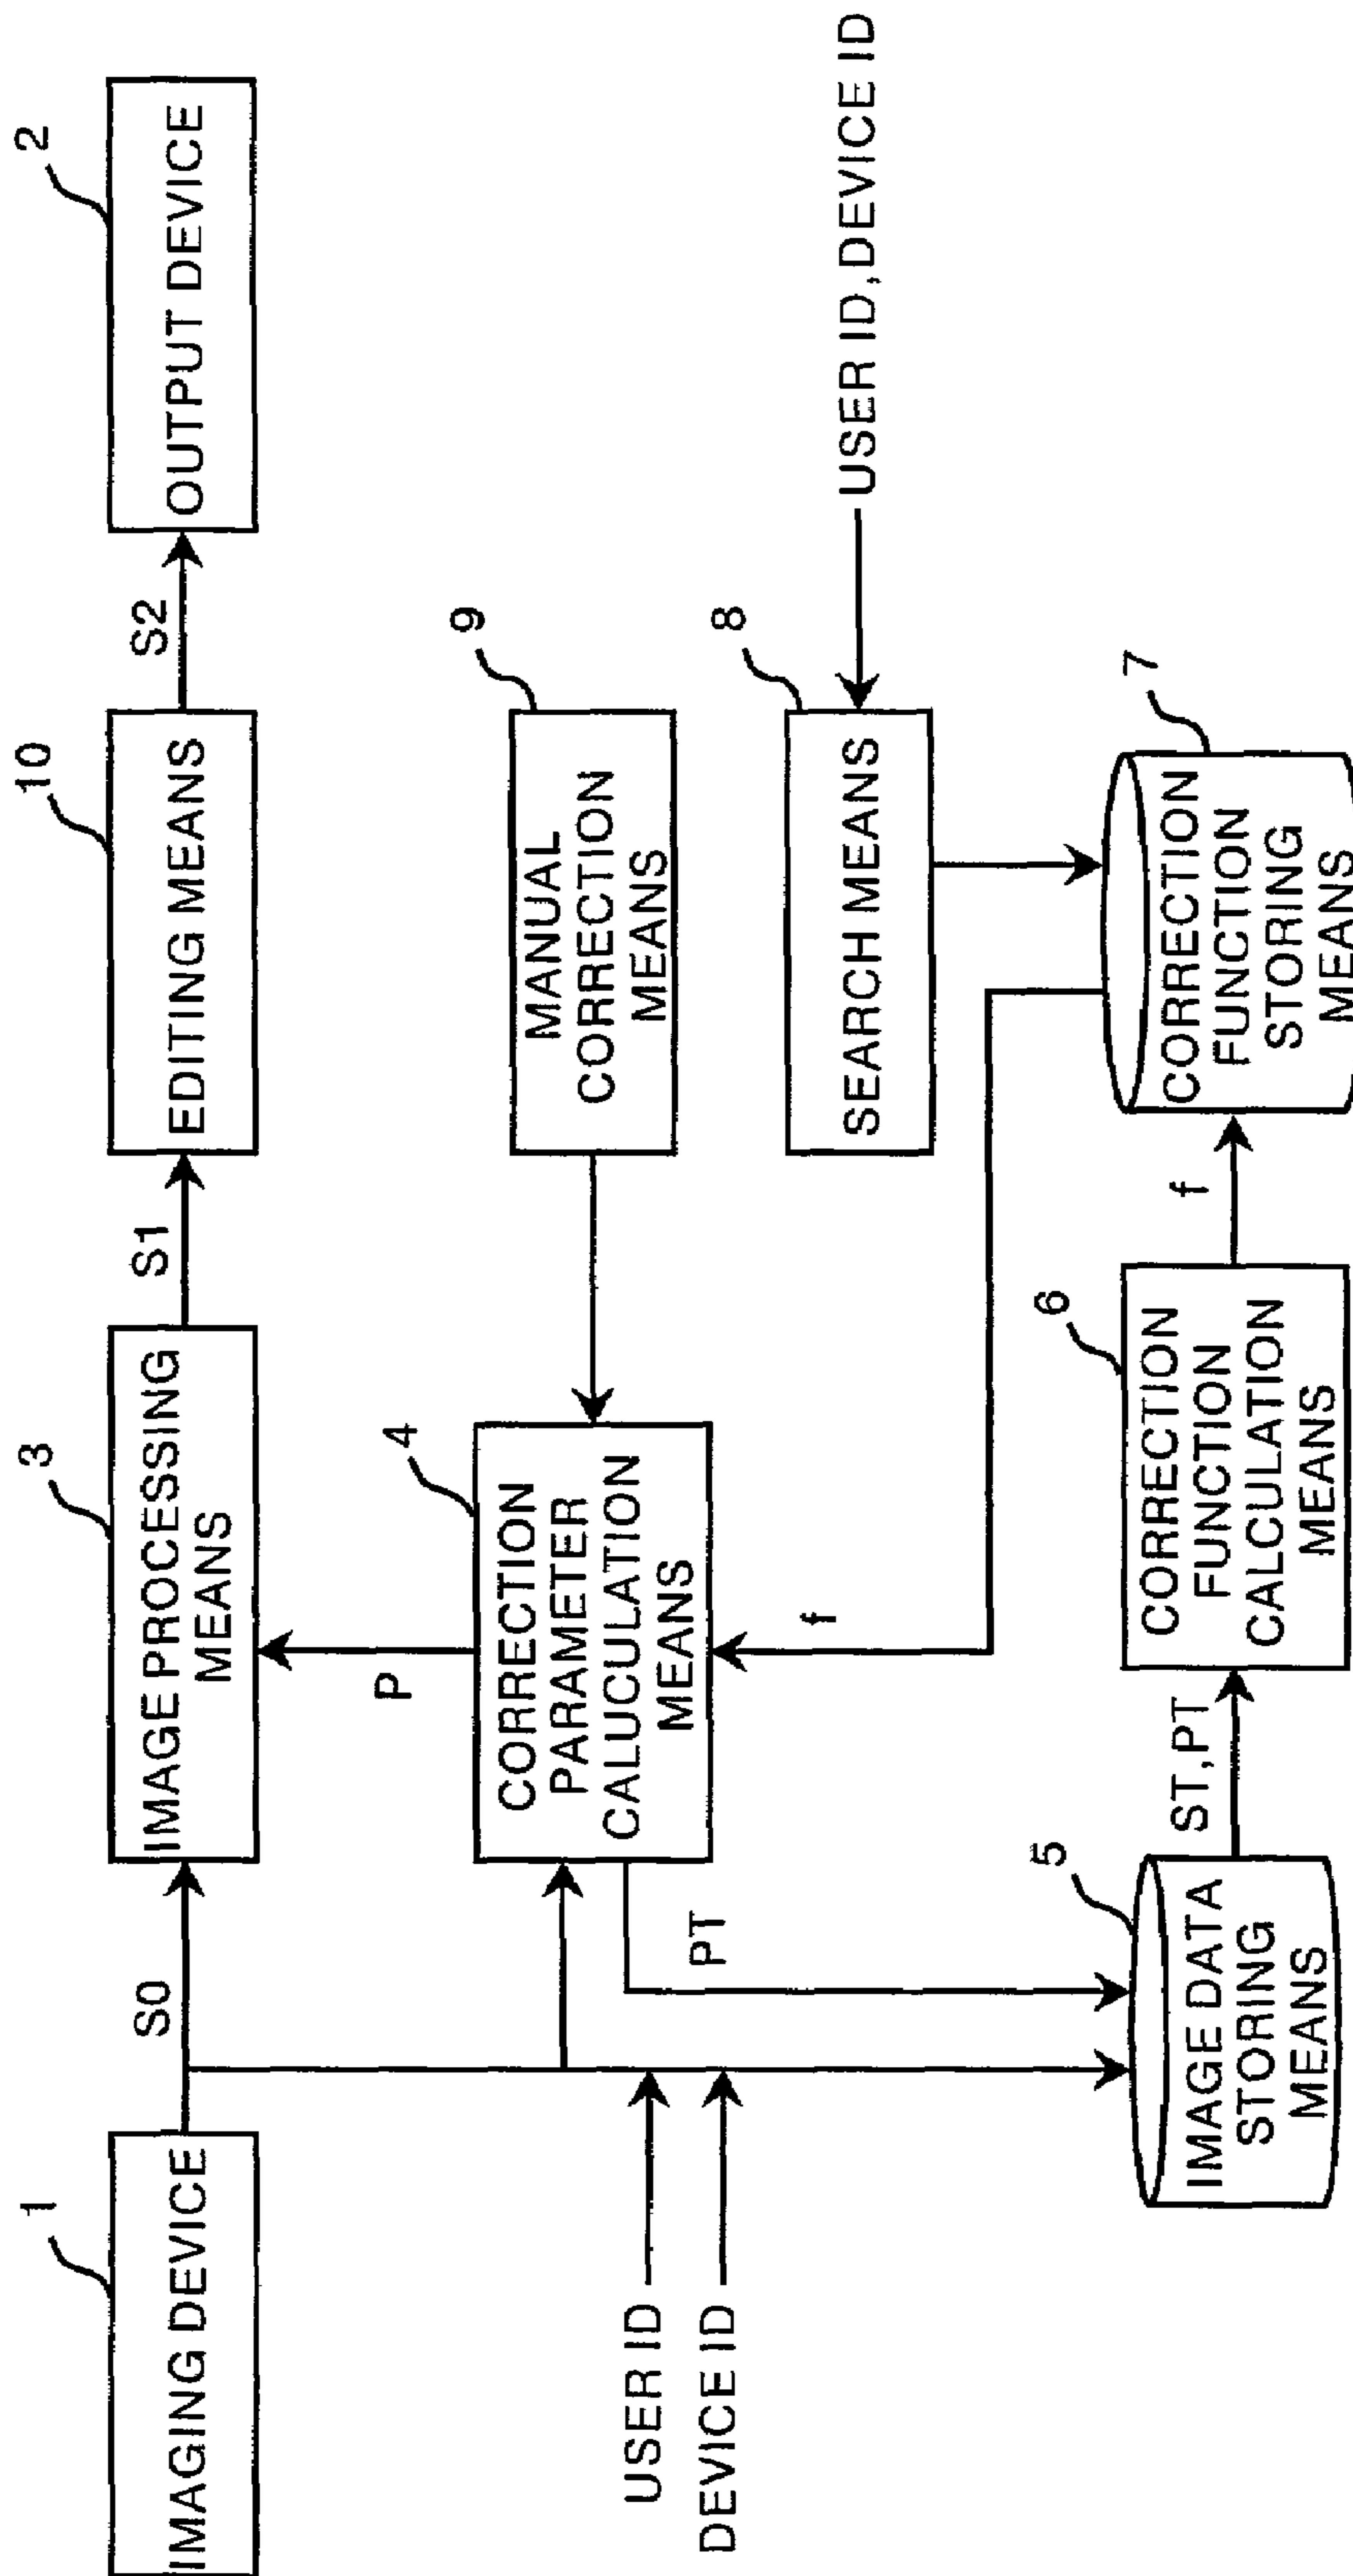 1
IMAGING DEVICE
S0
3
IMAGE PROCESSING
MEANS
S1
10
EDITING MEANS
S2
2
OUTPUT DEVICE
P
4
CORRECTION
PARAMETER
CALUCULATION
MEANS
9
MANUAL
CORRECTION
MEANS
USER ID
DEVICE ID
PT
f
8
SEARCH MEANS
USER ID,DEVICE ID
5
IMAGE DATA
STORING
MEANS
ST,PT
6
CORRECTION
FUNCTION
CALCULATION
MEANS
f
7
CORRECTION
FUNCTION
STORING
MEANS